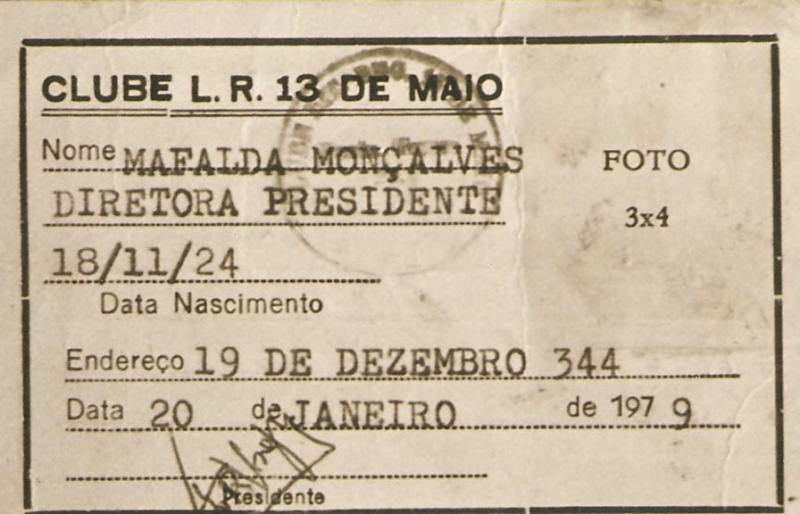 CLUBE L. R. 13 DE MAIO
Nome MAFALDA MONÇALVES
DIRETORA PRESIDENTE
FOTO
3x4
18/11/24
Data Nascimento
Endereço 19 DE DEZEMBRO 344
Data 20 de JANEIRO de 1979
Presidente